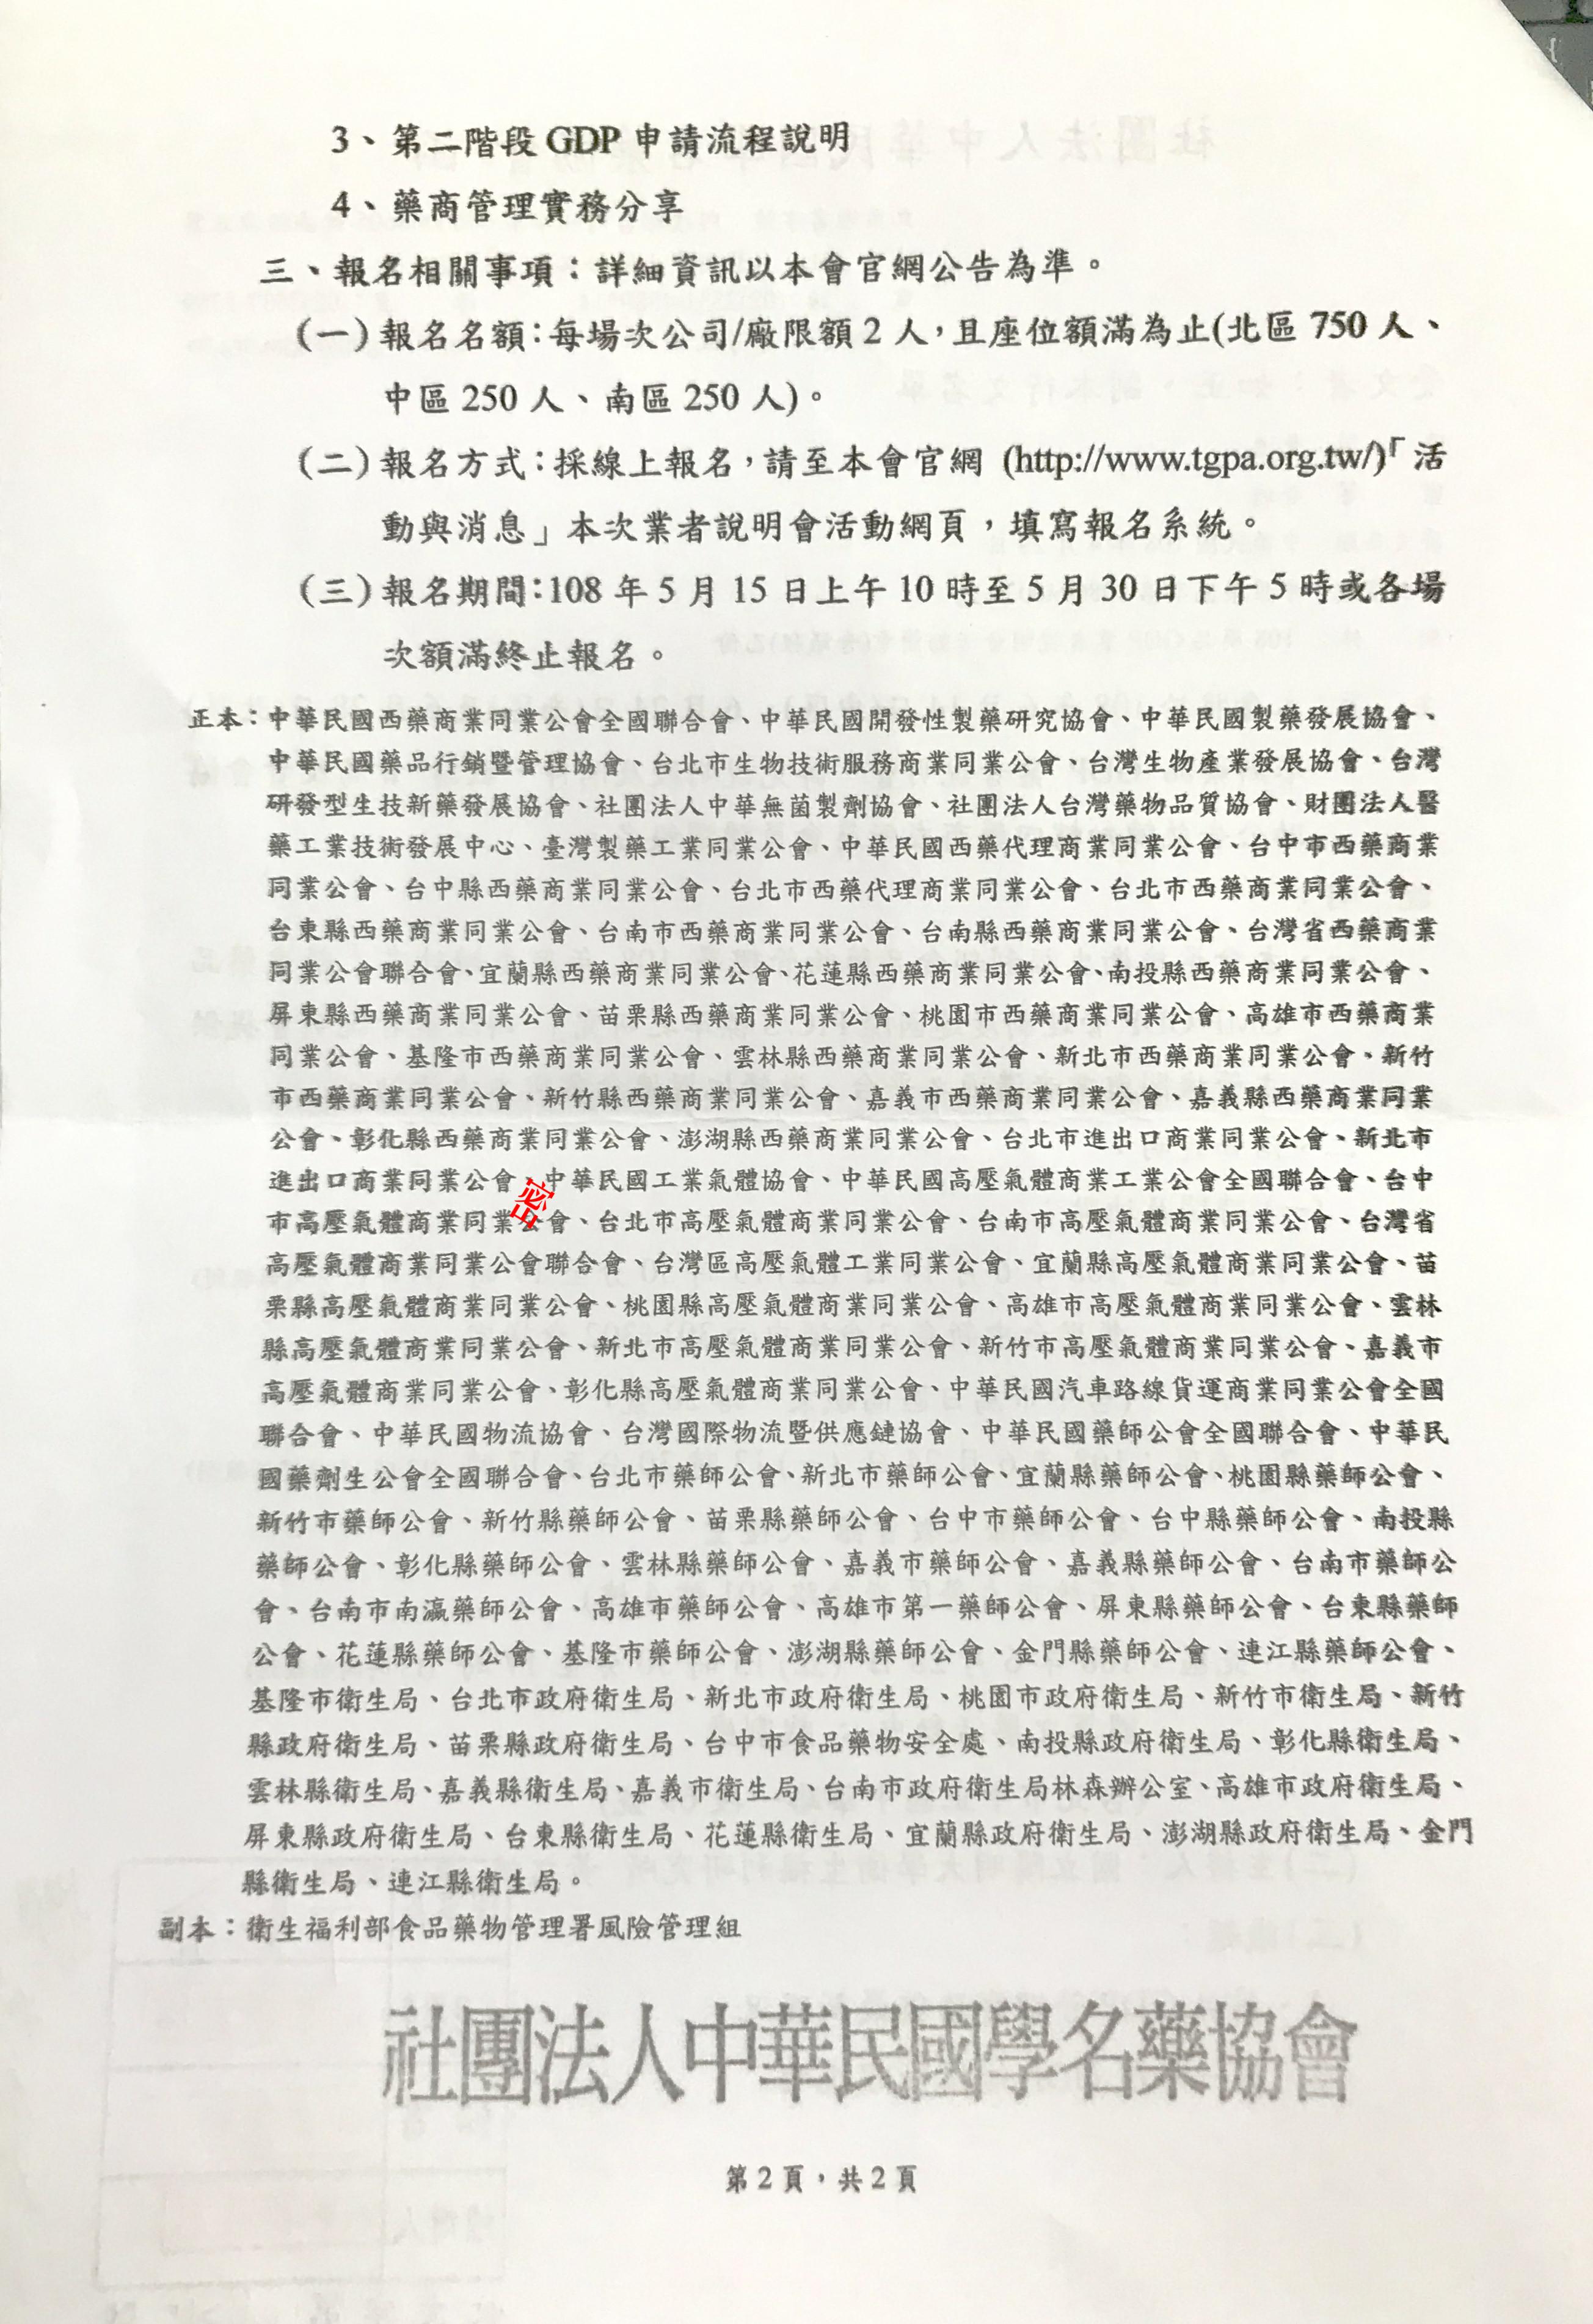 3、第二階段 GDP 申請流程說明
4、藥商管理實務分享
三、報名相關事項：詳細資訊以本會官網公告為準。
(一)報名名額：每場次公司/廠限額 2 人，且座位額滿為止(北區 750 人、
中區 250 人、南區 250 人)。
(二)報名方式：採線上報名，請至本會官網 (http://www.tgpa.org.tw/)「活
動與消息」本次業者說明會活動網頁，填寫報名系統。
(三)報名期間：108 年 5 月 15 日上午 10 時至 5 月 30 日下午 5 時或各場
次額滿終止報名。
正本：中華民國西藥商業同業公會全國聯合會、中華民國開發性製藥研究協會、中華民國製藥發展協會、
中華民國藥品行銷暨管理協會、台北市生物技術服務商業同業公會、台灣生物產業發展協會、台灣
研發型生技新藥發展協會、社團法人中華無菌製劑協會、社團法人台灣藥物品質協會、財團法人醫
藥工業技術發展中心、臺灣製藥工業同業公會、中華民國西藥代理商業同業公會、台中市西藥商業
同業公會、台中縣西藥商業同業公會、台北市西藥代理商業同業公會、台北市西藥商業同業公會、
台東縣西藥商業同業公會、台南市西藥商業同業公會、台南縣西藥商業同業公會、台灣省西藥商業
同業公會聯合會、宜蘭縣西藥商業同業公會、花蓮縣西藥商業同業公會、南投縣西藥商業同業公會、
屏東縣西藥商業同業公會、苗栗縣西藥商業同業公會、桃園市西藥商業同業公會、高雄市西藥商業
同業公會、基隆市西藥商業同業公會、雲林縣西藥商業同業公會、新北市西藥商業同業公會、新竹
市西藥商業同業公會、新竹縣西藥商業同業公會、嘉義市西藥商業同業公會、嘉義縣西藥商業同業
公會、彰化縣西藥商業同業公會、澎湖縣西藥商業同業公會、台北市進出口商業同業公會、新北市
進出口商業同業公會、中華民國工業氣體協會、中華民國高壓氣體商業工業公會全國聯合會、台中
密
市高壓氣體商業同業公會、台北市高壓氣體商業同業公會、台南市高壓氣體商業同業公會、台灣省
高壓氣體商業同業公會聯合會、台灣區高壓氣體工業同業公會、宜蘭縣高壓氣體商業同業公會、苗
栗縣高壓氣體商業同業公會、桃園縣高壓氣體商業同業公會、高雄市高壓氣體商業同業公會、雲林
縣高壓氣體商業同業公會、新北市高壓氣體商業同業公會、新竹市高壓氣體商業同業公會、嘉義市
高壓氣體商業同業公會、彰化縣高壓氣體商業同業公會、中華民國汽車路線貨運商業同業公會全國
聯合會、中華民國物流協會、台灣國際物流暨供應鏈協會、中華民國藥師公會全國聯合會、中華民
國藥劑生公會全國聯合會、台北市藥師公會、新北市藥師公會、宜蘭縣藥師公會、桃園縣藥師公會、
新竹市藥師公會、新竹縣藥師公會、苗栗縣藥師公會、台中市藥師公會、台中縣藥師公會、南投縣
藥師公會、彰化縣藥師公會、雲林縣藥師公會、嘉義市藥師公會、嘉義縣藥師公會、台南市藥師公
會、台南市南瀛藥師公會、高雄市藥師公會、高雄市第一藥師公會、屏東縣藥師公會、台東縣藥師
公會、花蓮縣藥師公會、基隆市藥師公會、澎湖縣藥師公會、金門縣藥師公會、連江縣藥師公會、
基隆市衛生局、台北市政府衛生局、新北市政府衛生局、桃園市政府衛生局、新竹市衛生局、新竹
縣政府衛生局、苗栗縣政府衛生局、台中市食品藥物安全處、南投縣政府衛生局、彰化縣衛生局、
雲林縣衛生局、嘉義縣衛生局、嘉義市衛生局、台南市政府衛生局林森辦公室、高雄市政府衛生局、
屏東縣政府衛生局、台東縣衛生局、花蓮縣衛生局、宜蘭縣政府衛生局、澎湖縣政府衛生局、金門
縣衛生局、連江縣衛生局。
副本：衛生福利部食品藥物管理署風險管理組
社團法人中華民國學名藥協會
第 2 頁，共 2 頁